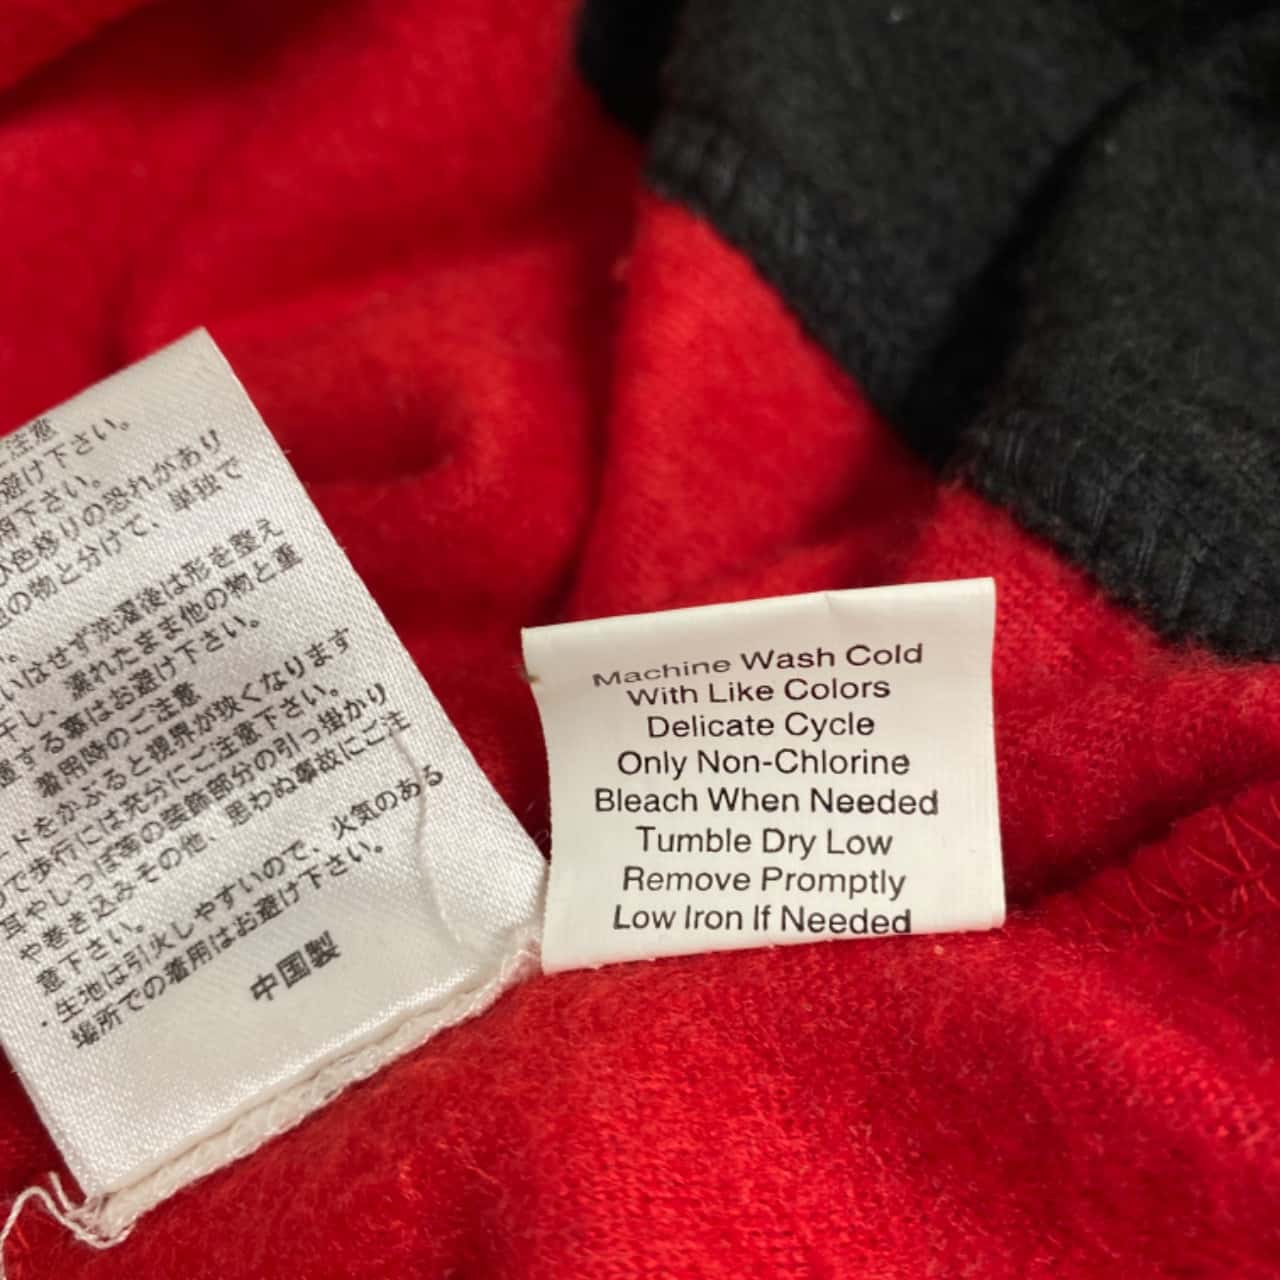 注意
避け下さい。
用下さい。
色移りの恐れがあり
の物と分けて、単独で
いはせず洗濯後は形を整え
干し、濡れたまま他の物と重
する事はお避け下さい。
着用時のご注意
ードをかぶると視界が狭くなります
で歩行には充分にご注意下さい。
耳やしっぽ等の装飾部分の引っ掛かり
や巻き込みその他、思わぬ事故にご注
意下さい。
・生地は引火しやすいので、火気のある
場所での着用はお避け下さい。
中国製
Machine Wash Cold
With Like Colors
Delicate Cycle
Only Non-Chlorine
Bleach When Needed
Tumble Dry Low
Remove Promptly
Low Iron If Needed